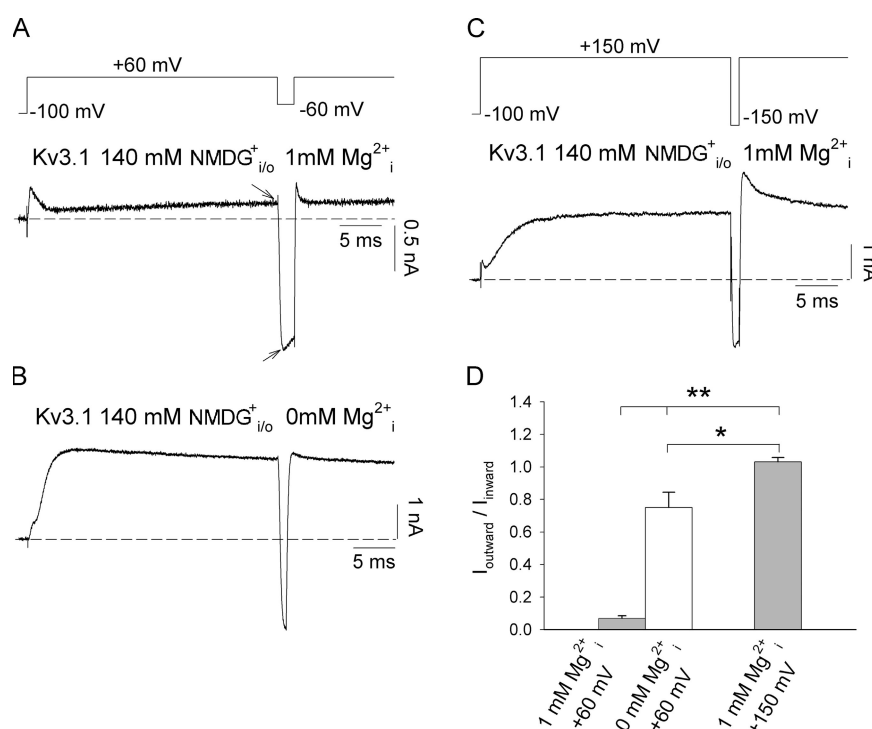 A
+60 mV
-100 mV
-60 mV
Kv3.1 140 mM NMDG+i/o 1mM Mg2+i
5 ms
0.5 nA
B
Kv3.1 140 mM NMDG+i/o 0mM Mg2+i
1 nA
5 ms
C
+150 mV
-100 mV
-150 mV
Kv3.1 140 mM NMDG+i/o 1mM Mg2+i
5 ms
D
**
*
Ioutward / Iinward
1.4
1.2
1.0
0.8
0.6
0.4
0.2
0.0
1 mM Mg2+i
+60 mV
0 mM Mg2+i
+60 mV
1 mM Mg2+i
+150 mV